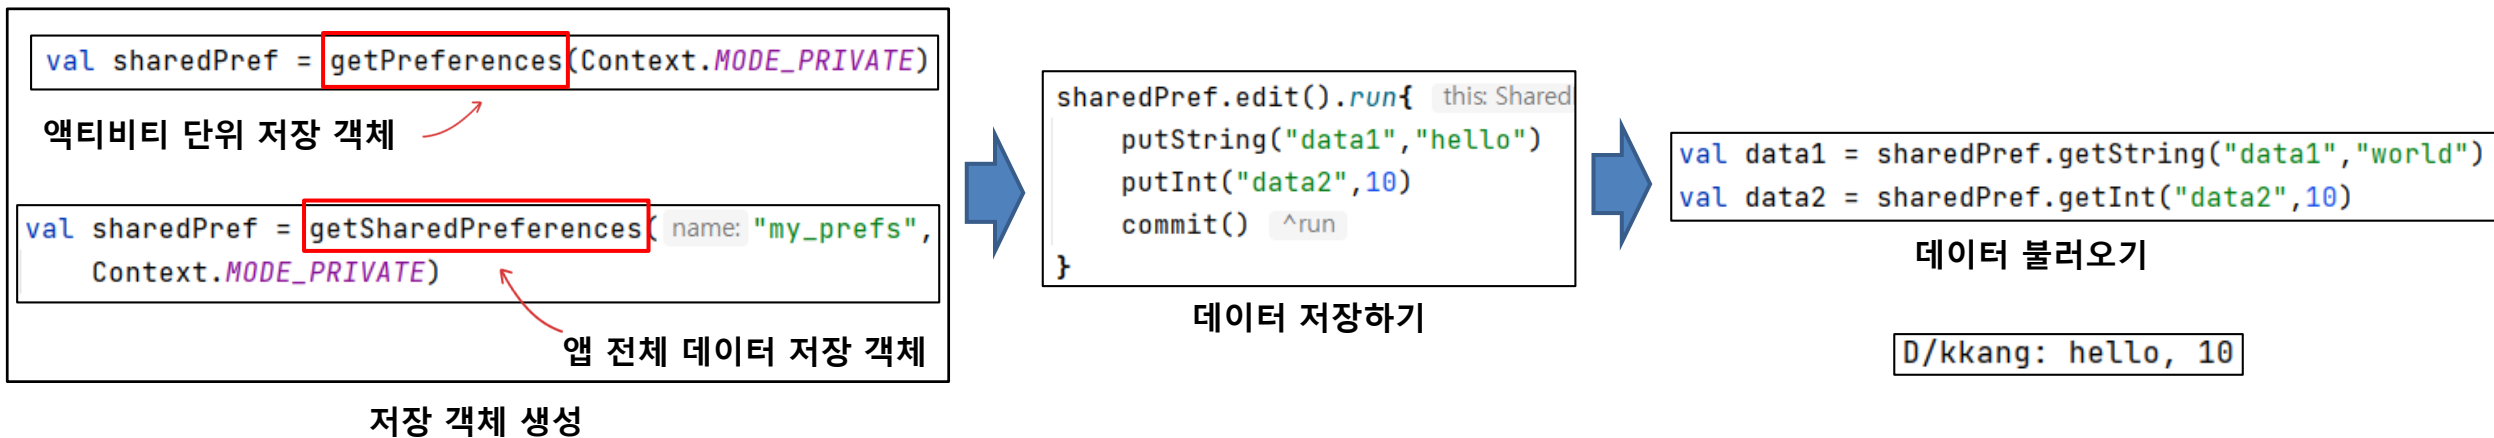 val sharedPref = getPreferences(Context.MODE_PRIVATE)
액티비티 단위 저장 객체
val sharedPref = getSharedPreferences( name: "my_prefs",
Context.MODE_PRIVATE)
앱 전체 데이터 저장 객체
저장 객체 생성
sharedPref.edit().run{ this: Shared
putString("data1","hello")
putInt("data2",10)
commit() ^run
}
데이터 저장하기
val data1 = sharedPref.getString("data1","world")
val data2 = sharedPref.getInt("data2",10)
데이터 불러오기
D/kkang: hello, 10